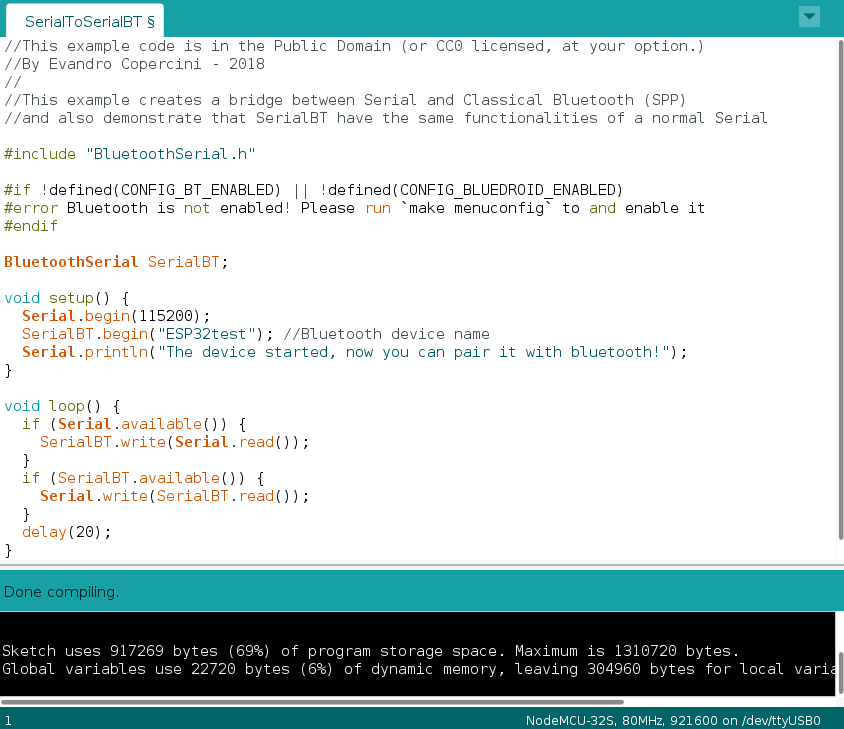 SerialToSerialBT §
//This example code is in the Public Domain (or CC0 licensed, at your option.)
//By Evandro Copercini - 2018
//
//This example creates a bridge between Serial and Classical Bluetooth (SPP)
//and also demonstrate that SerialBT have the same functionalities of a normal Serial
#include "BluetoothSerial.h"
#if !defined(CONFIG_BT_ENABLED) || !defined(CONFIG_BLUEDROID_ENABLED)
#error Bluetooth is not enabled! Please run `make menuconfig` to and enable it
#endif
BluetoothSerial SerialBT;
void setup() {
  Serial.begin(115200);
  SerialBT.begin("ESP32test"); //Bluetooth device name
  Serial.println("The device started, now you can pair it with bluetooth!");
}
void loop() {
  if (Serial.available()) {
    SerialBT.write(Serial.read());
  }
  if (SerialBT.available()) {
    Serial.write(SerialBT.read());
  }
  delay(20);
}
Done compiling.
Sketch uses 917269 bytes (69%) of program storage space. Maximum is 1310720 bytes.
Global variables use 22720 bytes (6%) of dynamic memory, leaving 304960 bytes for local varia
1
NodeMCU-32S, 80MHz, 921600 on /dev/ttyUSB0